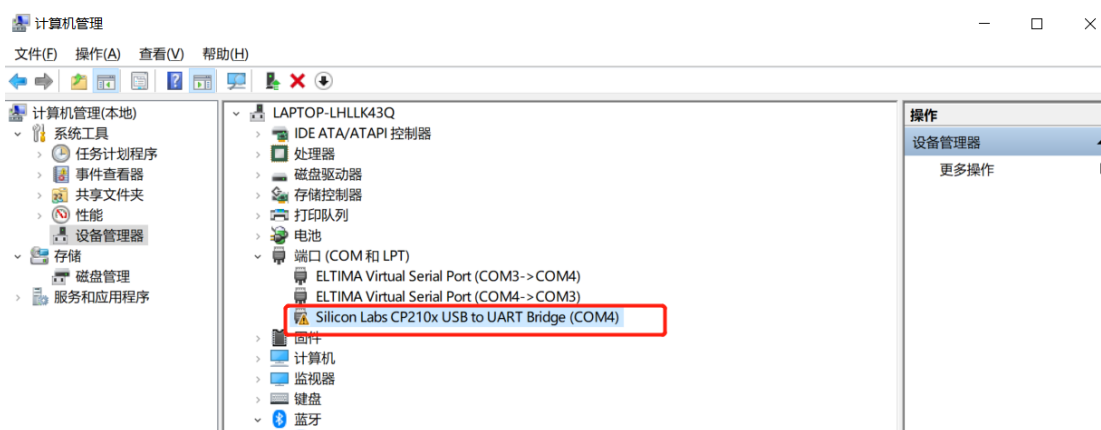 计算机管理
文件(F) 操作(A) 查看(V) 帮助(H)
计算机管理(本地)
系统工具
任务计划程序
事件查看器
共享文件夹
性能
设备管理器
存储
磁盘管理
服务和应用程序
LAPTOP-LHLLK43Q
IDE ATA/ATAPI 控制器
处理器
磁盘驱动器
存储控制器
打印队列
电池
端口 (COM 和 LPT)
ELTIMA Virtual Serial Port (COM3->COM4)
ELTIMA Virtual Serial Port (COM4->COM3)
Silicon Labs CP210x USB to UART Bridge (COM4)
固件
计算机
监视器
键盘
蓝牙
操作
设备管理器
更多操作